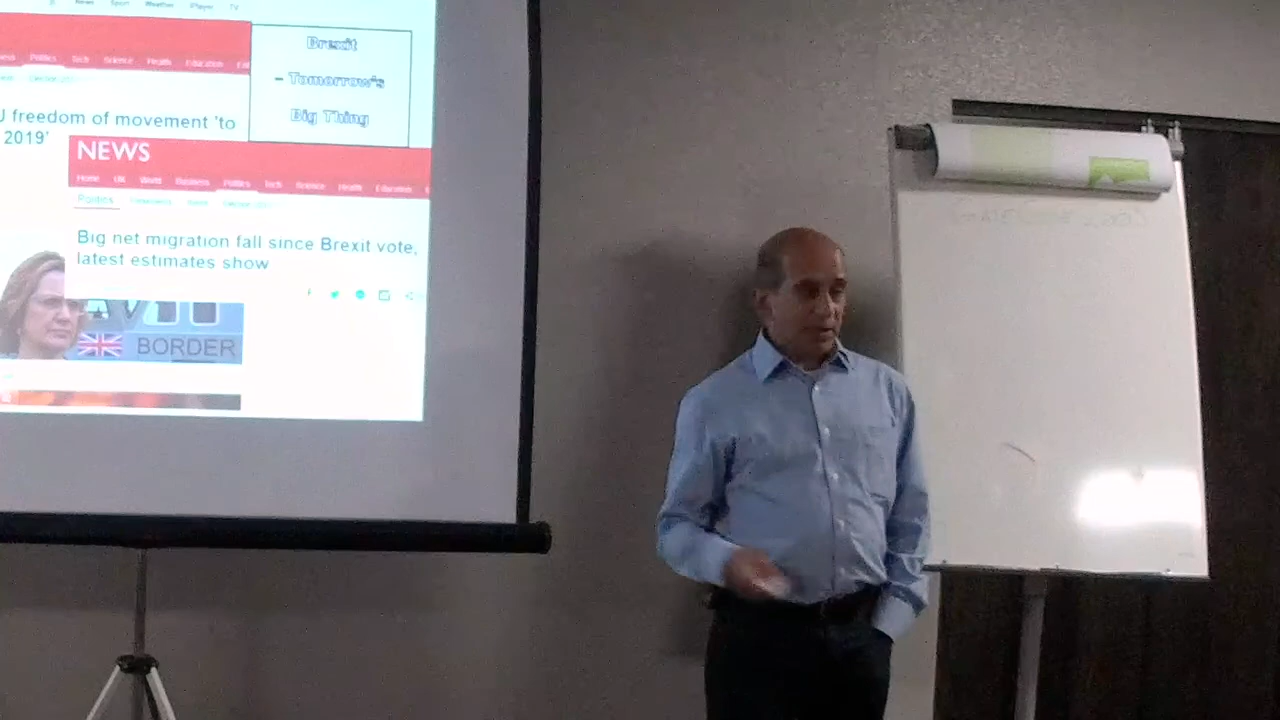 News Sport Weather iPlayer TV
Politics Tech Science Health Education
Brexit
- Tomorrow's
Big Thing
freedom of movement 'to
2019'
NEWS
Home UK World Business Politics Tech Science Health Education
Politics
Big net migration fall since Brexit vote,
latest estimates show
BORDER